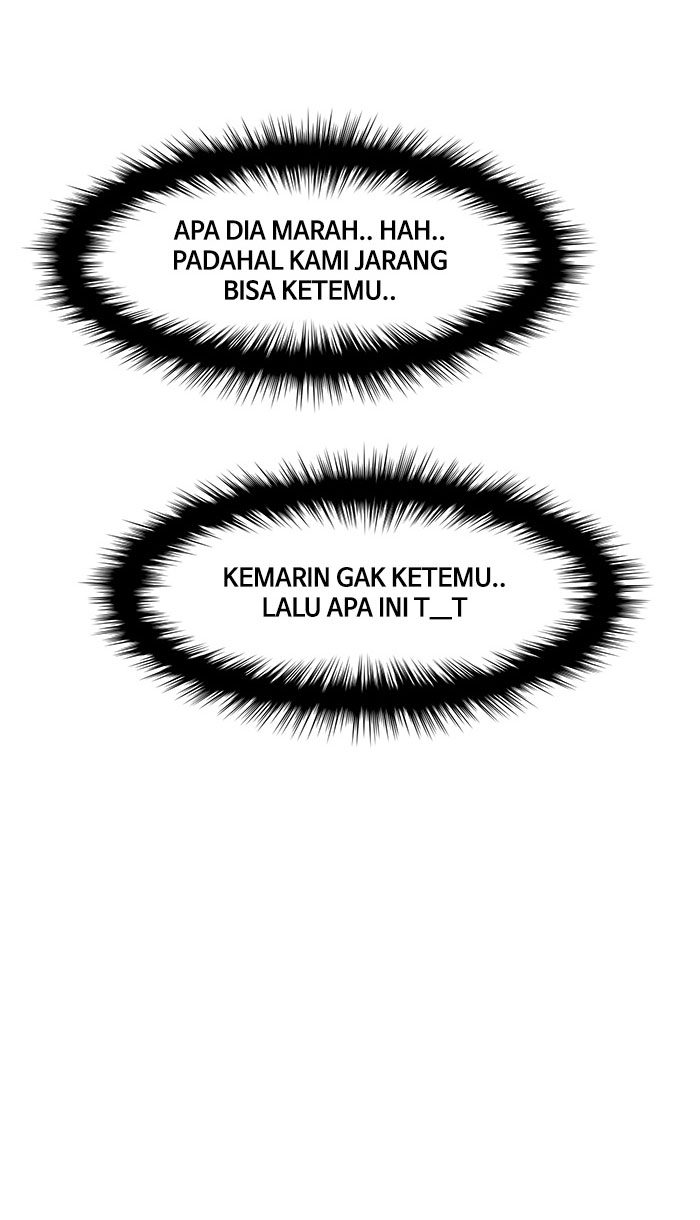 APA DIA MARAH.. HAH..
PADAHAL KAMI JARANG
BISA KETEMU..
KEMARIN GAK KETEMU..
LALU APA INI T__T